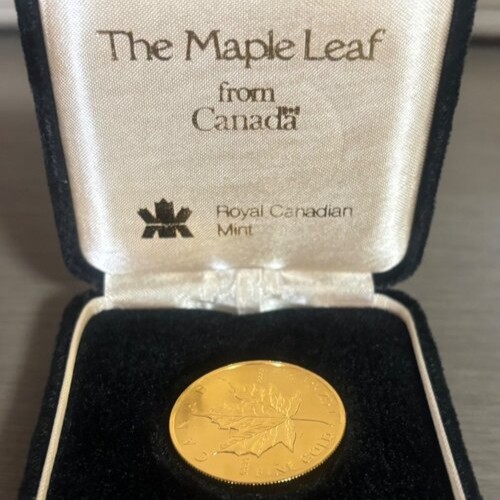 The Maple Leaf
from
Canada
Royal Canadian
Mint